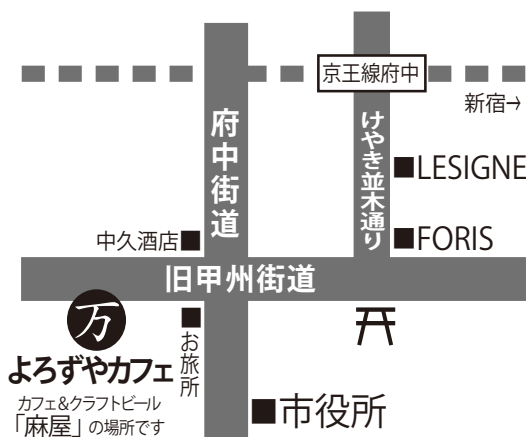 京王線府中
新宿→
府中街道
けやき並木通り
■LESIGNE
■FORIS
中久酒店■
旧甲州街道
万
よろずやカフェ
カフェ&クラフトビール
「麻屋」の場所です
■お旅所
■市役所